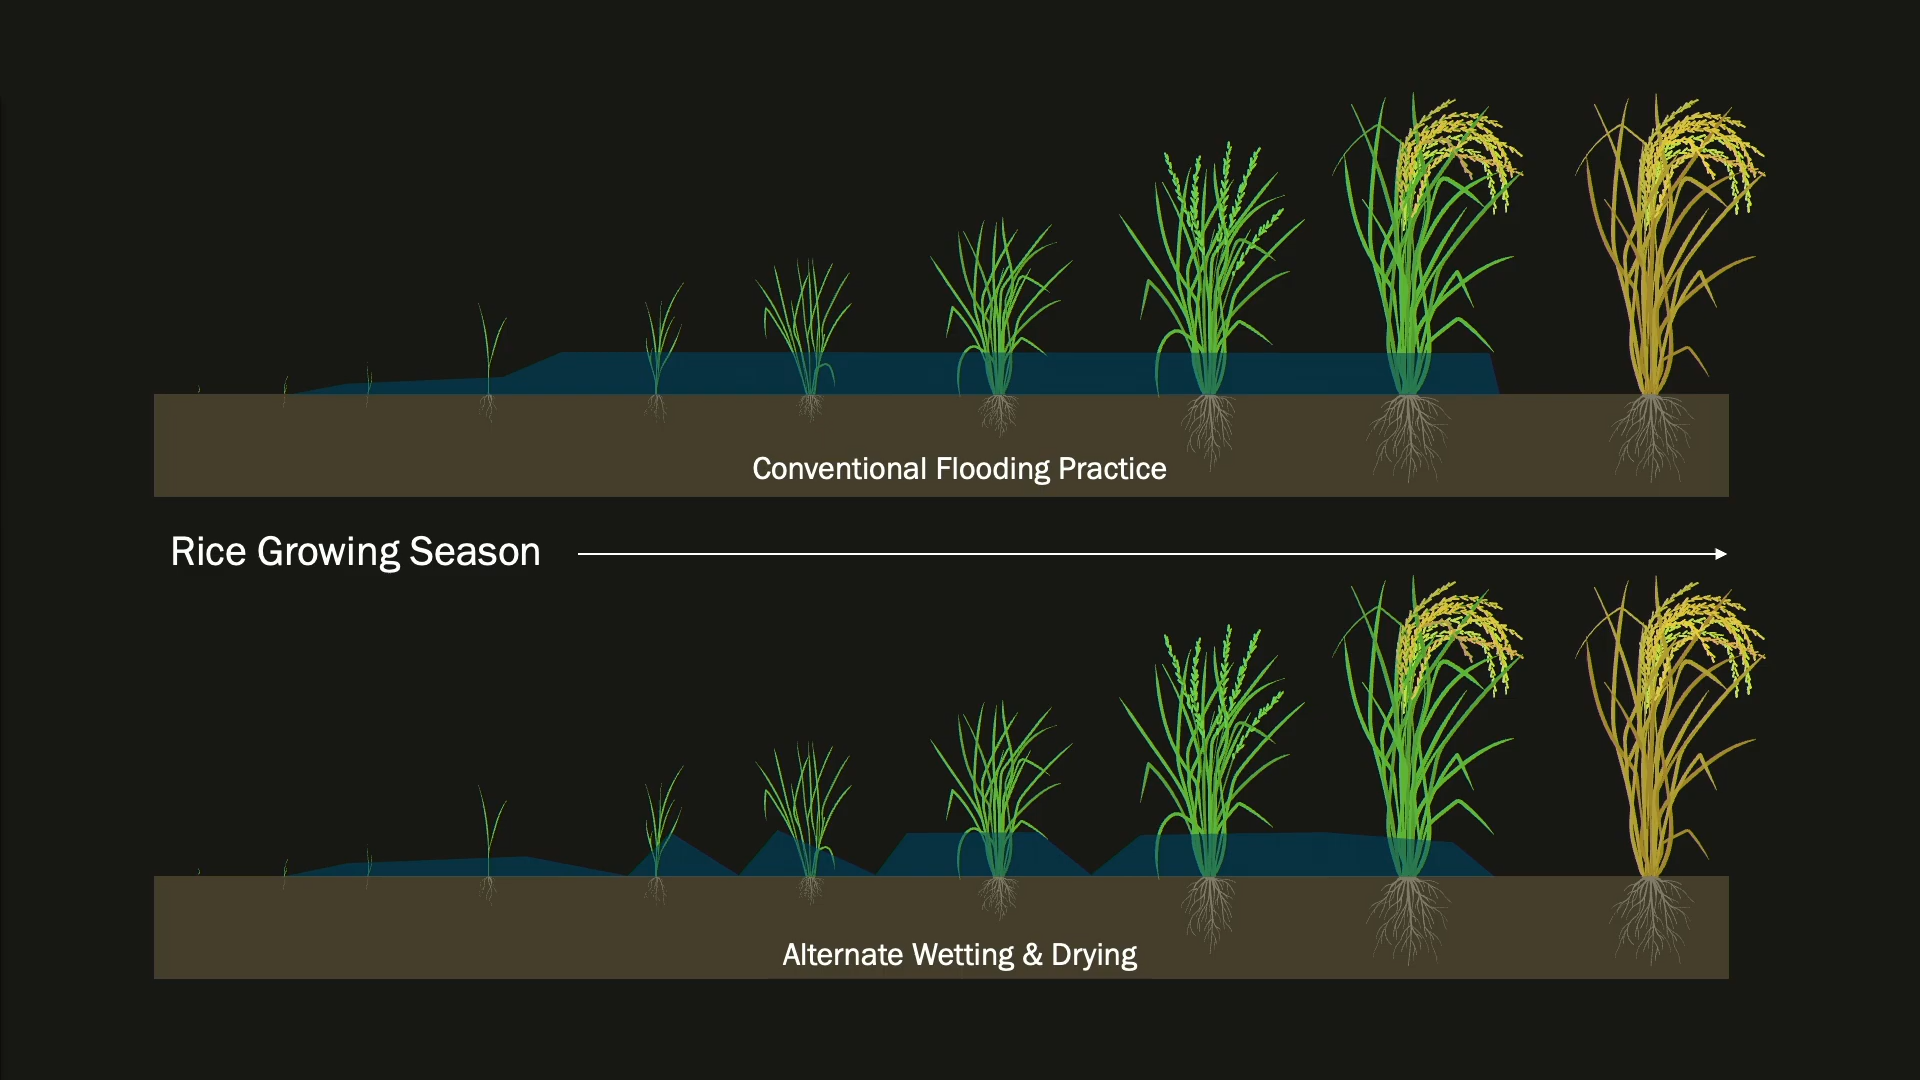 Conventional Flooding Practice
Rice Growing Season
Alternate Wetting & Drying